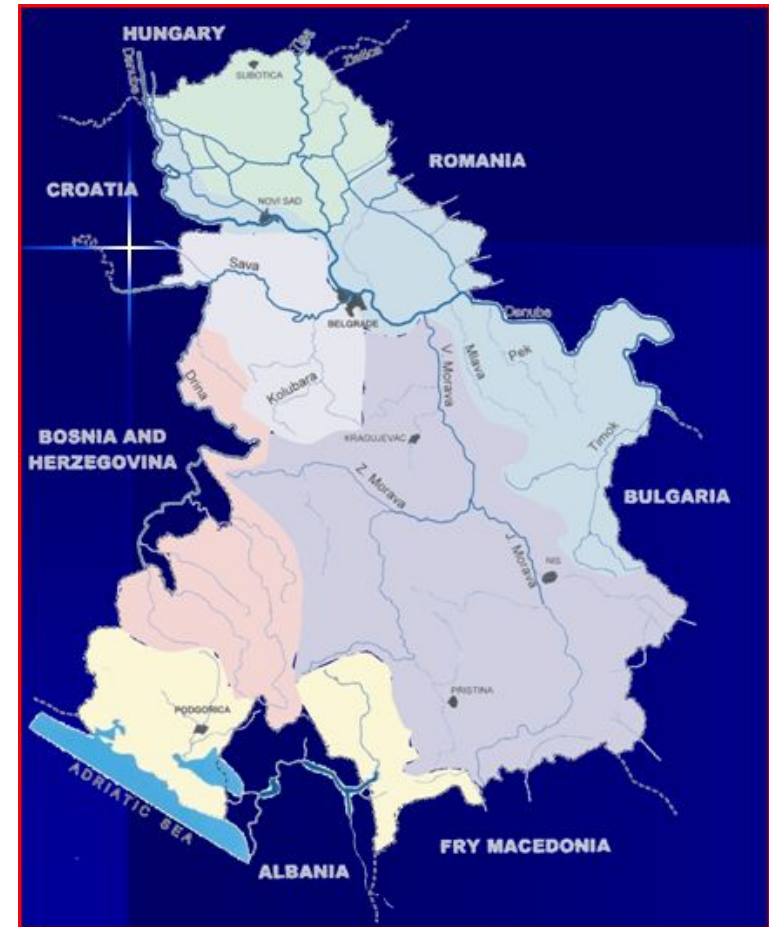 HUNGARY
Danube
Tisa
Zlatica
SUBOTICA
ROMANIA
CROATIA
NOVI SAD
Sava
BELGRADE
Danube
Mlava
Pek
V. Morava
Drina
Kolubara
KRAGUJEVAC
Timok
BOSNIA AND
HERZEGOVINA
Z. Morava
BULGARIA
J. Morava
NIS
PRISTINA
PODGORICA
ADRIATIC SEA
FRY MACEDONIA
ALBANIA